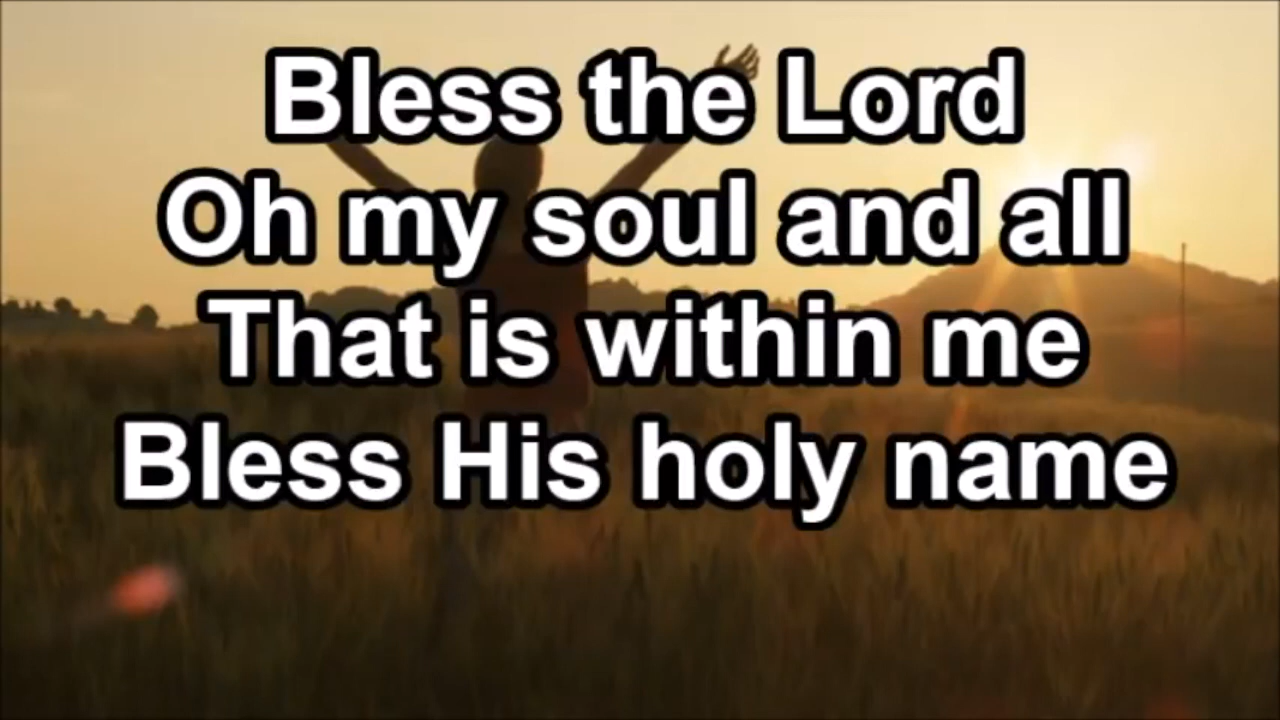 Bless the Lord
Oh my soul and all
That is within me
Bless His holy name